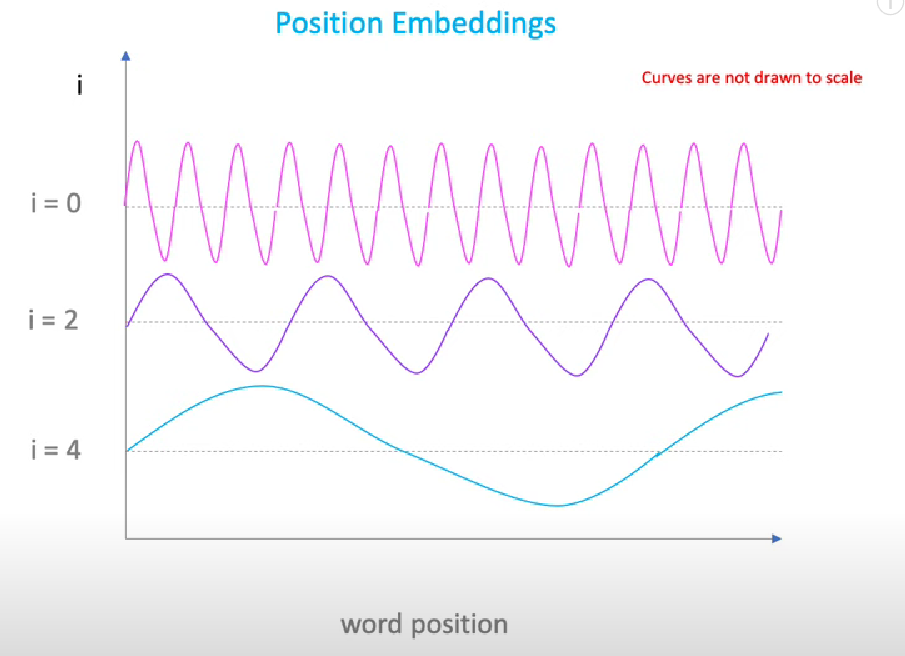 Position Embeddings
i
Curves are not drawn to scale
i = 0
i = 2
i = 4
word position